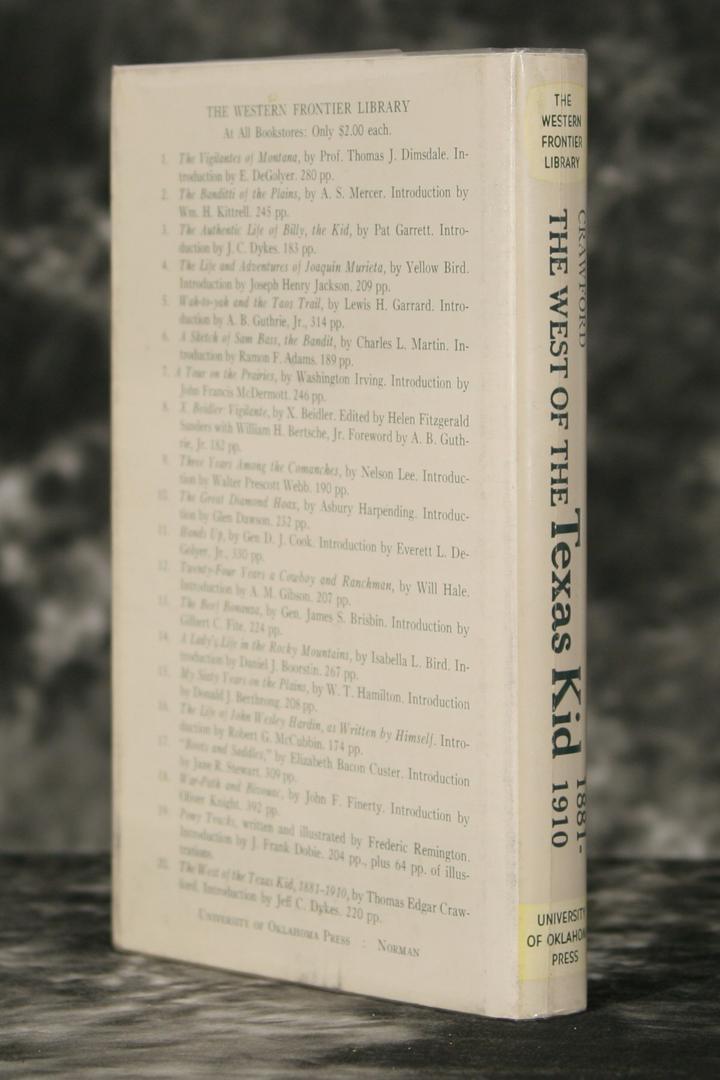 THE WESTERN FRONTIER LIBRARY
At All Bookstores: Only $2.00 each.
1. The Vigilantes of Montana, by Prof. Thomas J. Dimsdale. In-
troduction by E. DeGolyer. 280 pp.
2. The Banditti of the Plains, by A. S. Mercer. Introduction by
Wm. H. Kittrell. 245 pp.
3. The Authentic Life of Billy, the Kid, by Pat Garrett. Intro-
duction by J. C. Dykes. 183 pp.
4. The Life and Adventures of Joaquin Murieta, by Yellow Bird.
Introduction by Joseph Henry Jackson. 209 pp.
5. Wah-to-yah and the Taos Trail, by Lewis H. Garrard. Intro-
duction by A. B. Guthrie, Jr., 314 pp.
6. A Sketch of Sam Bass, the Bandit, by Charles L. Martin. In-
troduction by Ramon F. Adams. 189 pp.
7. A Tour on the Prairies, by Washington Irving. Introduction by
John Francis McDermott. 246 pp.
8. X. Beidler: Vigilante, by X. Beidler. Edited by Helen Fitzgerald
Sanders with William H. Bertsche, Jr. Foreword by A. B. Guth-
rie, Jr. 182 pp.
9. Three Years Among the Comanches, by Nelson Lee. Introduc-
tion by Walter Prescott Webb. 190 pp.
10. The Great Diamond Hoax, by Asbury Harpending. Introduc-
tion by Glen Dawson. 232 pp.
11. Hands Up, by Gen. D. J. Cook. Introduction by Everett L. De-
Golyer, Jr., 330 pp.
12. Twenty-Four Years a Cowboy and Ranchman, by Will Hale.
Introduction by A. M. Gibson. 207 pp.
13. The Beef Bonanza, by Gen. James S. Brisbin. Introduction by
Gilbert C. Fite. 224 pp.
14. A Lady's Life in the Rocky Mountains, by Isabella L. Bird. In-
troduction by Daniel J. Boorstin. 267 pp.
15. My Sixty Years on the Plains, by W. T. Hamilton. Introduction
by Donald J. Berthrong. 208 pp.
16. The Life of John Wesley Hardin, as Written by Himself. Intro-
duction by Robert G. McCubbin. 174 pp.
17. "Boots and Saddles," by Elizabeth Bacon Custer. Introduction
by Jane R. Stewart. 309 pp.
18. War-Path and Bivouac, by John F. Finerty. Introduction by
Oliver Knight. 392 pp.
19. Pony Tracks, written and illustrated by Frederic Remington.
Introduction by J. Frank Dobie. 204 pp., plus 64 pp. of illus-
trations.
20. The West of the Texas Kid, 1881-1910, by Thomas Edgar Craw-
ford. Introduction by Jeff C. Dykes. 220 pp.
UNIVERSITY OF OKLAHOMA PRESS : NORMAN
THE
WESTERN
FRONTIER
LIBRARY
CRAWFORD
THE WEST OF THE Texas Kid 1881-
1910
UNIVERSITY
OF OKLAHOM
PRESS